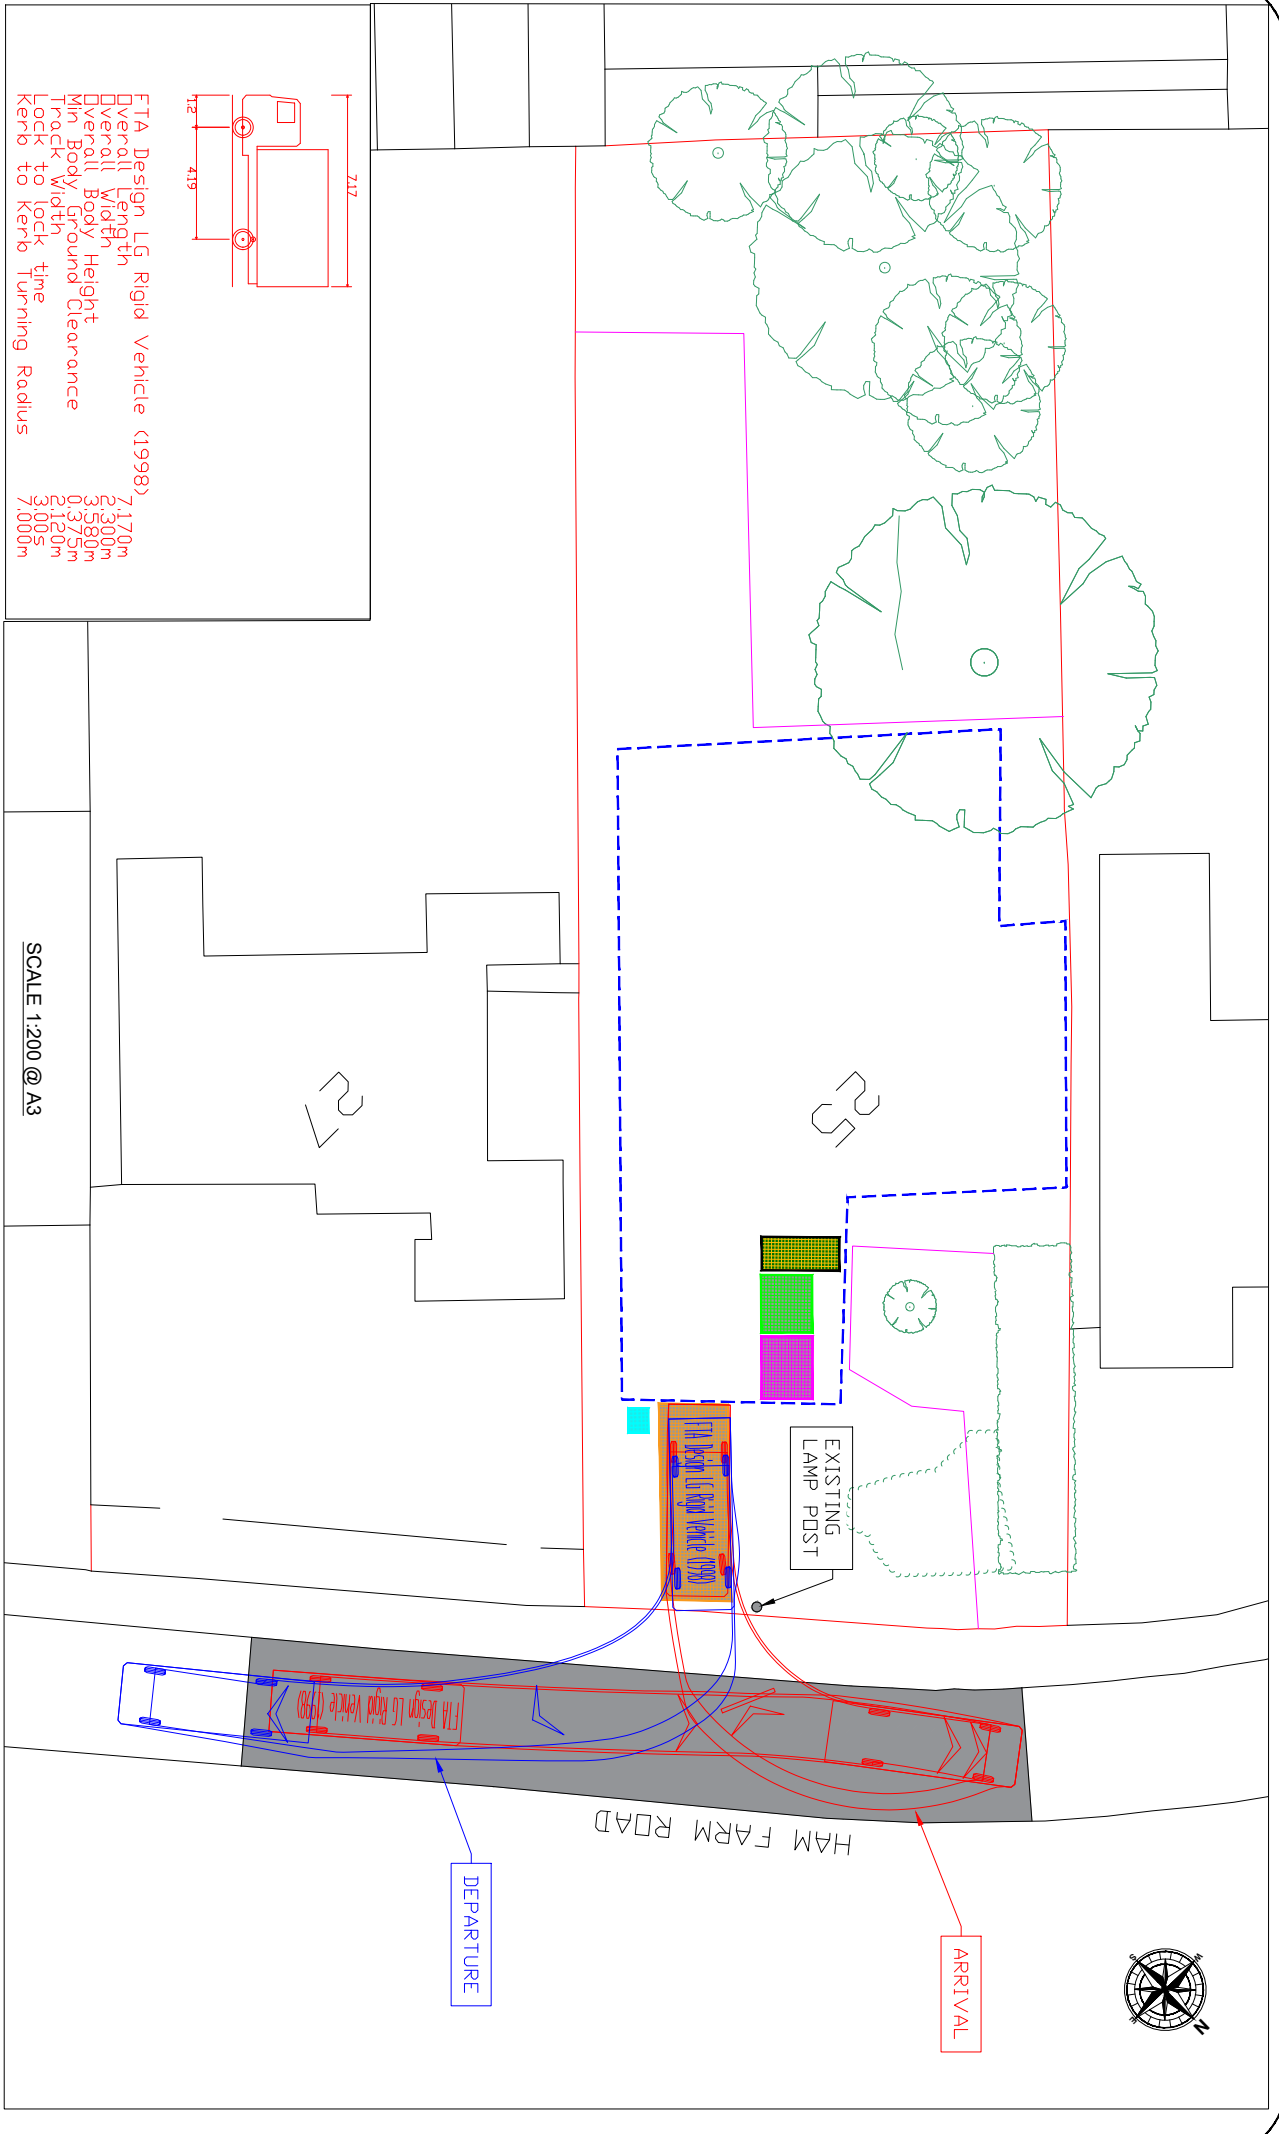 7.17
1.2
4.19
FTA Design LG Rigid Vehicle (1998)
Overall Length 7.170m
Overall Width 2.300m
Overall Body Height 3.580m
Min Body Ground Clearance 0.375m
Track Width 2.120m
Lock to lock time 3.00s
Kerb to Kerb Turning Radius 7.000m
SCALE 1:200 @ A3
25
27
EXISTING
LAMP POST
FTA Design LG Rigid Vehicle (1998)
FTA Design LG Rigid Vehicle (1998)
HAM FARM ROAD
ARRIVAL
DEPARTURE
N
E
S
W